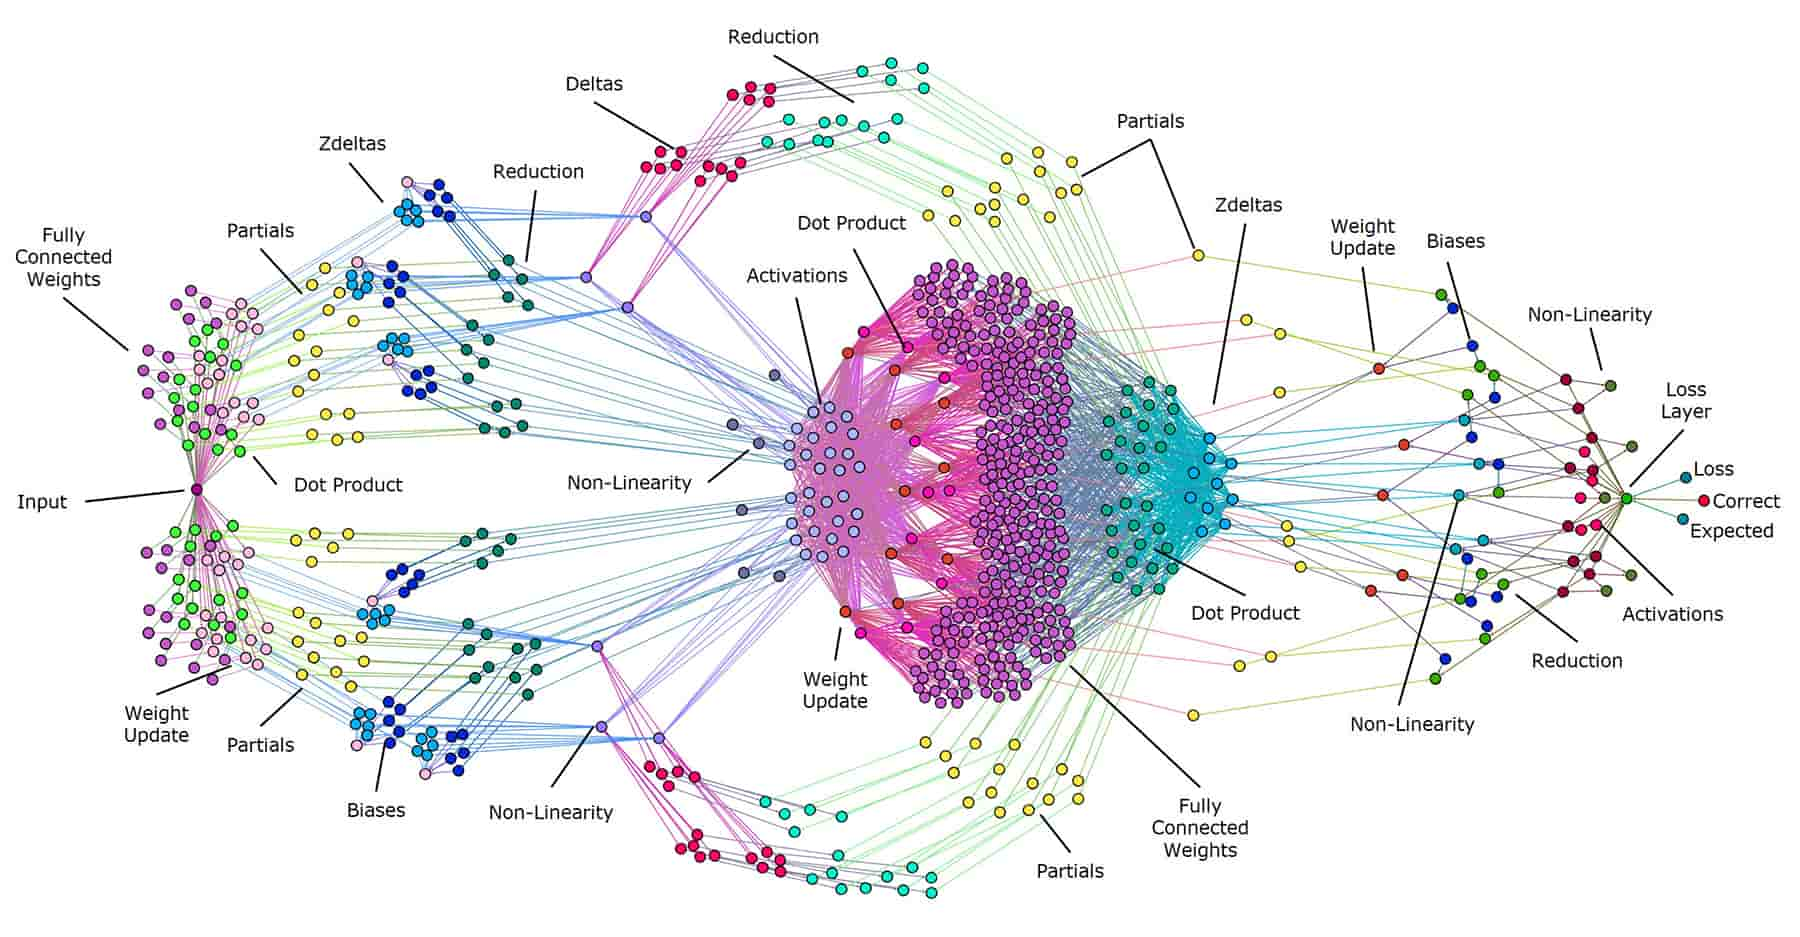 Reduction
Deltas
Partials
Zdeltas
Reduction
Zdeltas
Partials
Dot Product
Weight
Update
Biases
Fully
Connected
Weights
Activations
Non-Linearity
Loss
Layer
Loss
Correct
Expected
Input
Dot Product
Non-Linearity
Dot Product
Activations
Reduction
Weight
Update
Weight
Update
Partials
Non-Linearity
Biases
Non-Linearity
Fully
Connected
Weights
Partials